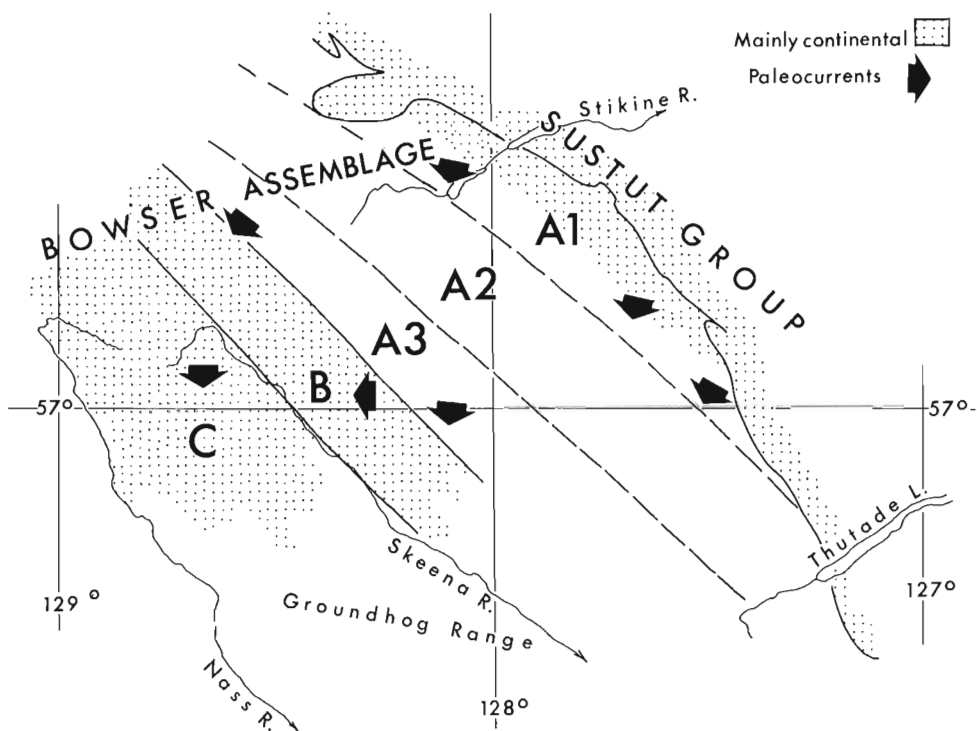 Mainly continental
Paleocurrents
Stikine R.
SUSTUT GROUP
BOWSER ASSEMBLAGE
A1
A2
A3
B
C
57°
57°
Thutade L.
Skeena R.
129°
127°
Groundhog Range
Nass R.
128°